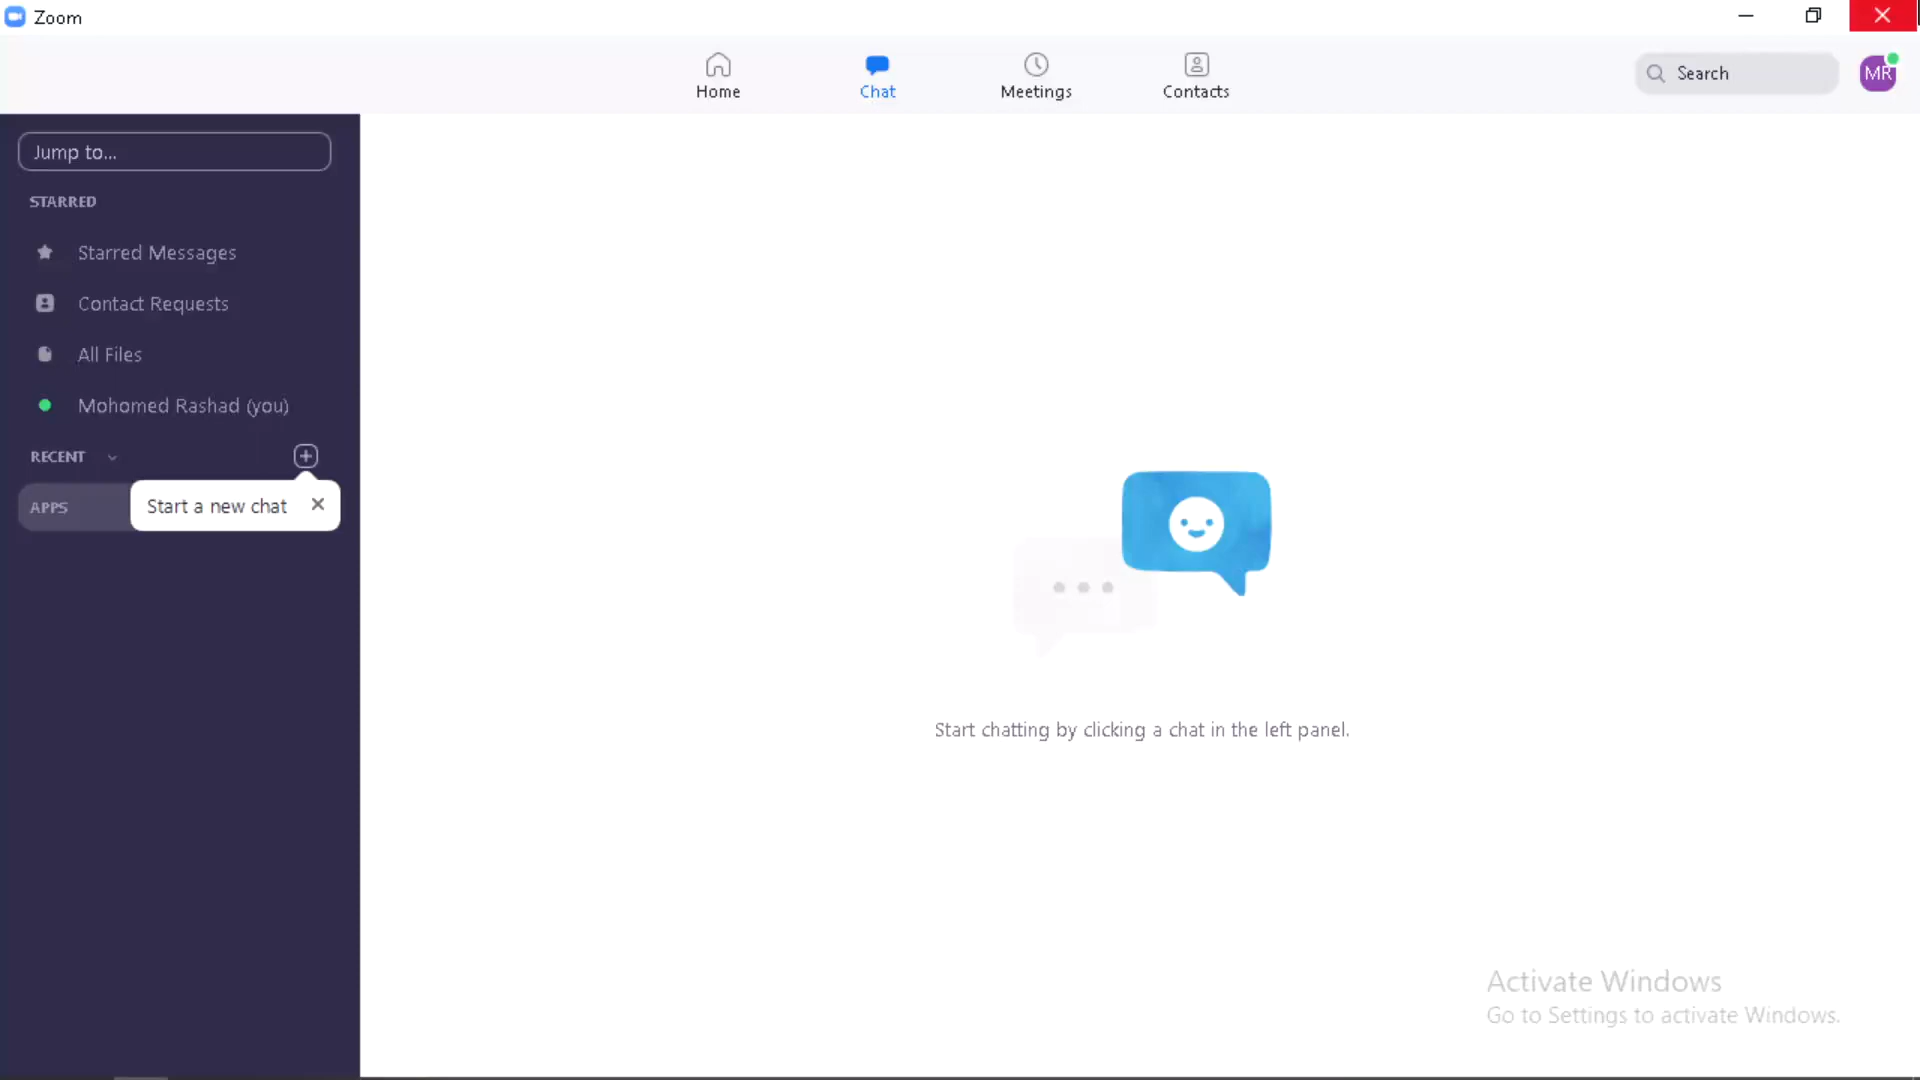 Zoom
Home
Chat
Meetings
Contacts
Search
MR
Jump to...
STARRED
Starred Messages
Contact Requests
All Files
Mohomed Rashad (you)
RECENT
APPS
Start a new chat
Start chatting by clicking a chat in the left panel.
Activate Windows
Go to Settings to activate Windows.